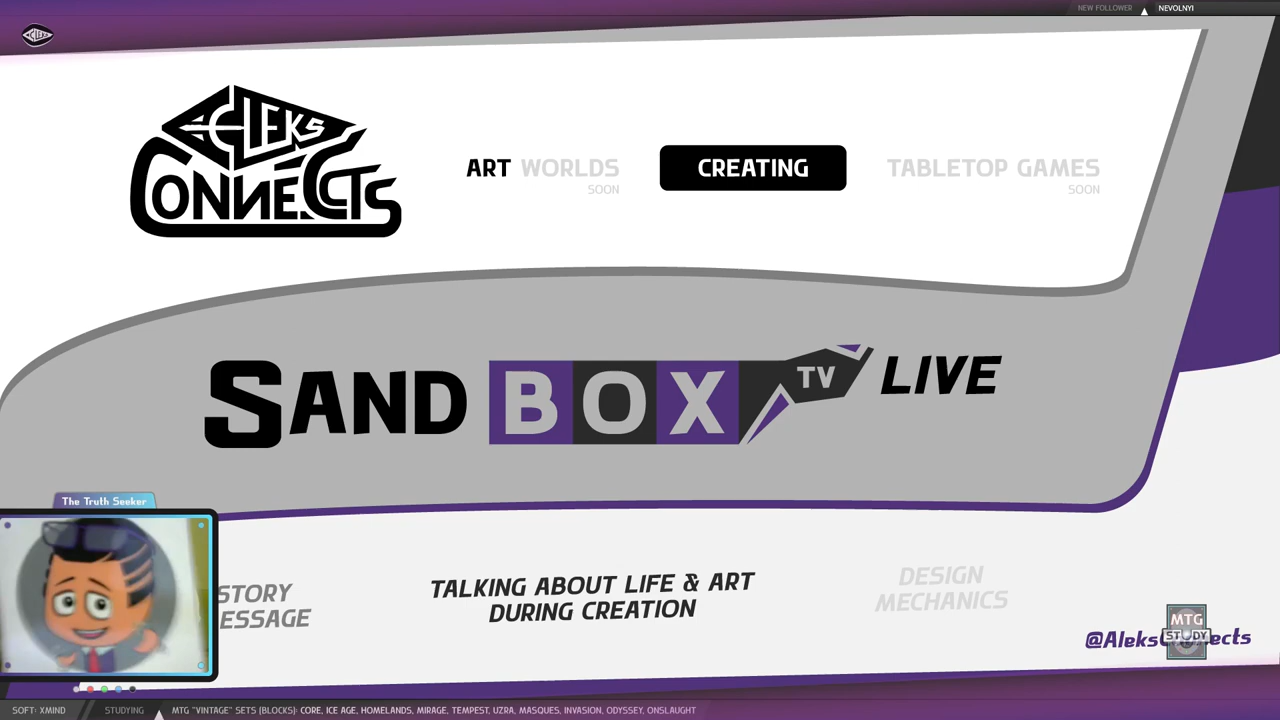 NEW FOLLOWER NEVOLNYI
ALEKS
CONNECTS
ART WORLDS
SOON
CREATING
TABLETOP GAMES
SOON
SAND BOX TV LIVE
The Truth Seeker
STORY
ESSAGE
TALKING ABOUT LIFE & ART
DURING CREATION
DESIGN
MECHANICS
MTG
STUDY
@AleksC ects
SOFT: XMIND
STUDYING
MTG "VINTAGE" SETS (BLOCKS): CORE, ICE AGE, HOMELANDS, MIRAGE, TEMPEST, UZRA, MASQUES, INVASION, ODYSSEY, ONSLAUGHT